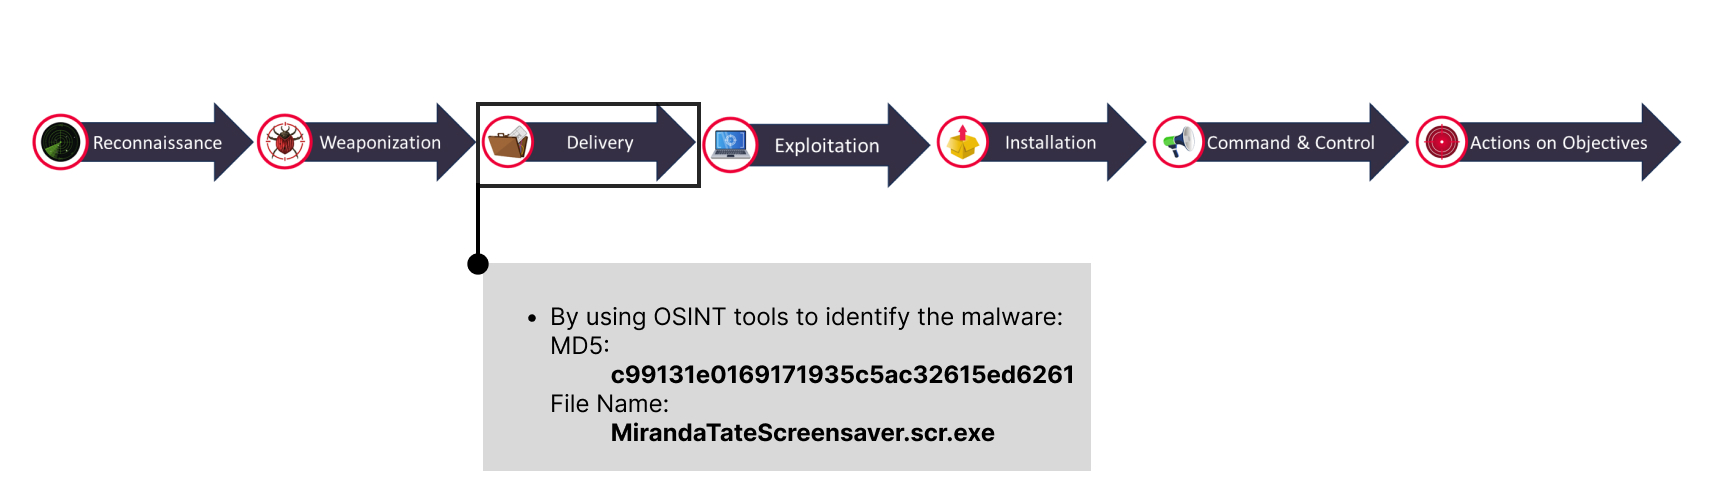 Reconnaissance
Weaponization
Delivery
Exploitation
Installation
Command & Control
Actions on Objectives
• By using OSINT tools to identify the malware:
MD5:
c99131e0169171935c5ac32615ed6261
File Name:
MirandaTateScreensaver.scr.exe